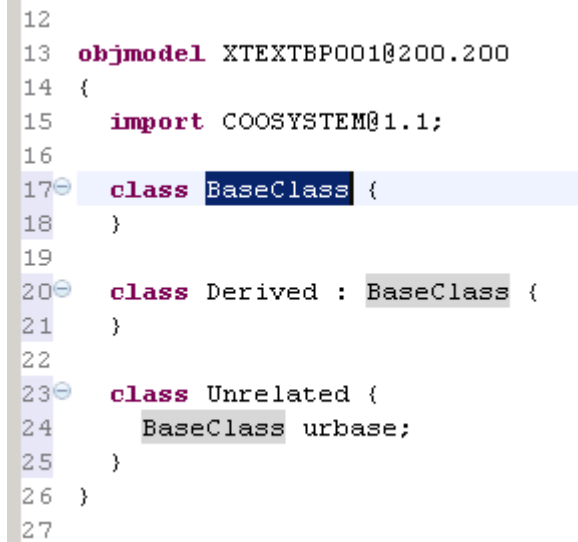 12
13 objmodel XTEXTBP001@200.200
14 {
15 import COOSYSTEM@1.1;
16
17 class BaseClass {
18 }
19
20 class Derived : BaseClass {
21 }
22
23 class Unrelated {
24 BaseClass urbase;
25 }
26 }
27